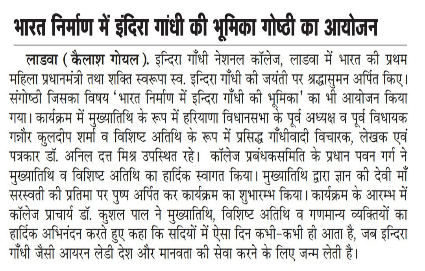 भारत निर्माण में इंदिरा गांधी की भूमिका गोष्ठी का आयोजन
लाडवा (कैलाश गोयल). इन्दिरा गाँधी नेशनल कॉलेज, लाडवा में भारत की प्रथम
महिला प्रधानमंत्री तथा शक्ति स्वरूपा स्व. इन्दिरा गाँधी की जयंती पर श्रद्धासुमन अर्पित किए।
संगोष्ठी जिसका विषय ‘भारत निर्माण में इन्दिरा गाँधी की भूमिका’ का भी आयोजन किया
गया। कार्यक्रम में मुख्यातिथि के रूप में हरियाणा विधानसभा के पूर्व अध्यक्ष व पूर्व विधायक
गन्नौर कुलदीप शर्मा व विशिष्ट अतिथि के रूप में प्रसिद्ध गाँधीवादी विचारक, लेखक एवं
पत्रकार डॉ. अनिल दत्त मिश्र उपस्थित रहे। कॉलेज प्रबंधकसमिति के प्रधान पवन गर्ग ने
मुख्यातिथि व विशिष्ट अतिथि का हार्दिक स्वागत किया। मुख्यातिथि द्वारा ज्ञान की देवी माँ
सरस्वती की प्रतिमा पर पुष्प अर्पित कर कार्यक्रम का शुभारम्भ किया। कार्यक्रम के आरम्भ में
कॉलेज प्राचार्य डॉ. कुशल पाल ने मुख्यातिथि, विशिष्ट अतिथि व गणमान्य व्यक्तियों का
हार्दिक अभिनंदन करते हुए कहा कि सदियों में ऐसा दिन कभी-कभी ही आता है, जब इन्दिरा
गाँधी जैसी आयरन लेडी देश और मानवता की सेवा करने के लिए जन्म लेती है।